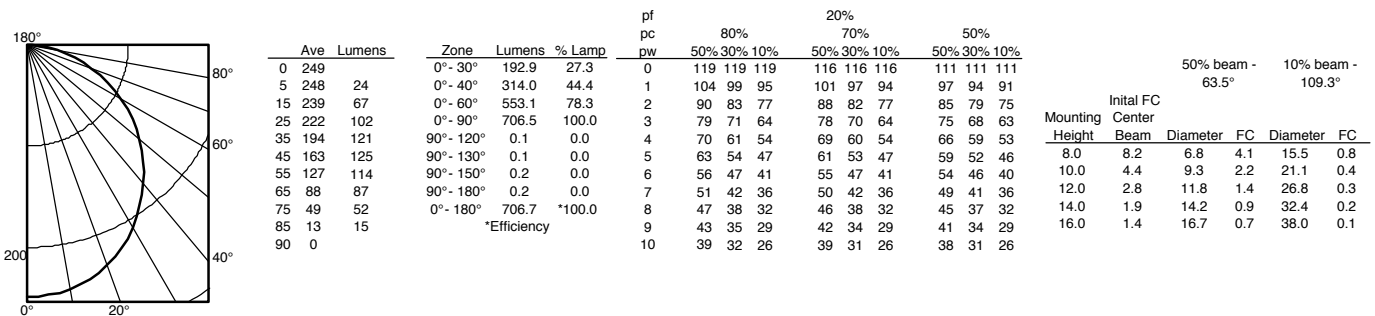 180°
80°
60°
200
40°
0° 20°
Ave Lumens
0 249
5 248 24
15 239 67
25 222 102
35 194 121
45 163 125
55 127 114
65 88 87
75 49 52
85 13 15
90 0
Zone Lumens % Lamp
0°- 30° 192.9 27.3
0°- 40° 314.0 44.4
0°- 60° 553.1 78.3
0°- 90° 706.5 100.0
90°- 120° 0.1 0.0
90°- 130° 0.1 0.0
90°- 150° 0.2 0.0
90°- 180° 0.2 0.0
0°- 180° 706.7 *100.0
*Efficiency
pf 20%
pc 80% 70% 50%
pw 50% 30% 10% 50% 30% 10% 50% 30% 10%
0 119 119 119 116 116 116 111 111 111
1 104 99 95 101 97 94 97 94 91
2 90 83 77 88 82 77 85 79 75
3 79 71 64 78 70 64 75 68 63
4 70 61 54 69 60 54 66 59 53
5 63 54 47 61 53 47 59 52 46
6 56 47 41 55 47 41 54 46 40
7 51 42 36 50 42 36 49 41 36
8 47 38 32 46 38 32 45 37 32
9 43 35 29 42 34 29 41 34 29
10 39 32 26 39 31 26 38 31 26
50% beam - 10% beam -
63.5° 109.3°
Inital FC
Mounting Center
Height Beam Diameter FC Diameter FC
8.0 8.2 6.8 4.1 15.5 0.8
10.0 4.4 9.3 2.2 21.1 0.4
12.0 2.8 11.8 1.4 26.8 0.3
14.0 1.9 14.2 0.9 32.4 0.2
16.0 1.4 16.7 0.7 38.0 0.1